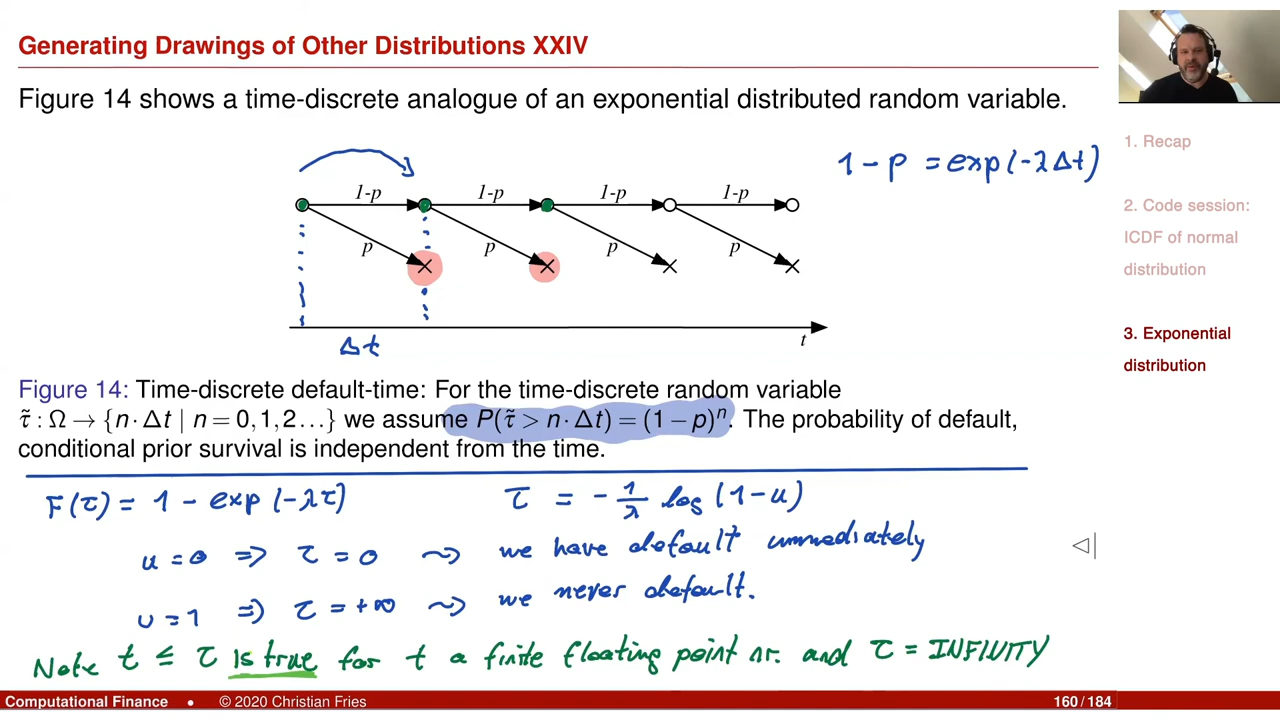 Generating Drawings of Other Distributions XXIV
Figure 14 shows a time-discrete analogue of an exponential distributed random variable.
1 - p = exp(-λΔt)
1-p 1-p 1-p 1-p
p p p p
t
Δt
Figure 14: Time-discrete default-time: For the time-discrete random variable
τ̃ : Ω → {n · Δt | n = 0, 1, 2 ...} we assume P(τ̃ > n · Δt) = (1 − p)ⁿ. The probability of default,
conditional prior survival is independent from the time.
F(τ) = 1 - exp(-λτ) τ = - 1/λ log(1-u)
u = 0 ⇒ τ = 0 ⇝ we have default immediately
u = 1 ⇒ τ = +∞ ⇝ we never default.
Note t ≤ τ is true for t a finite floating point nr. and τ = INFINITY
1. Recap
2. Code session:
ICDF of normal
distribution
3. Exponential
distribution
Computational Finance • © 2020 Christian Fries 160 / 184